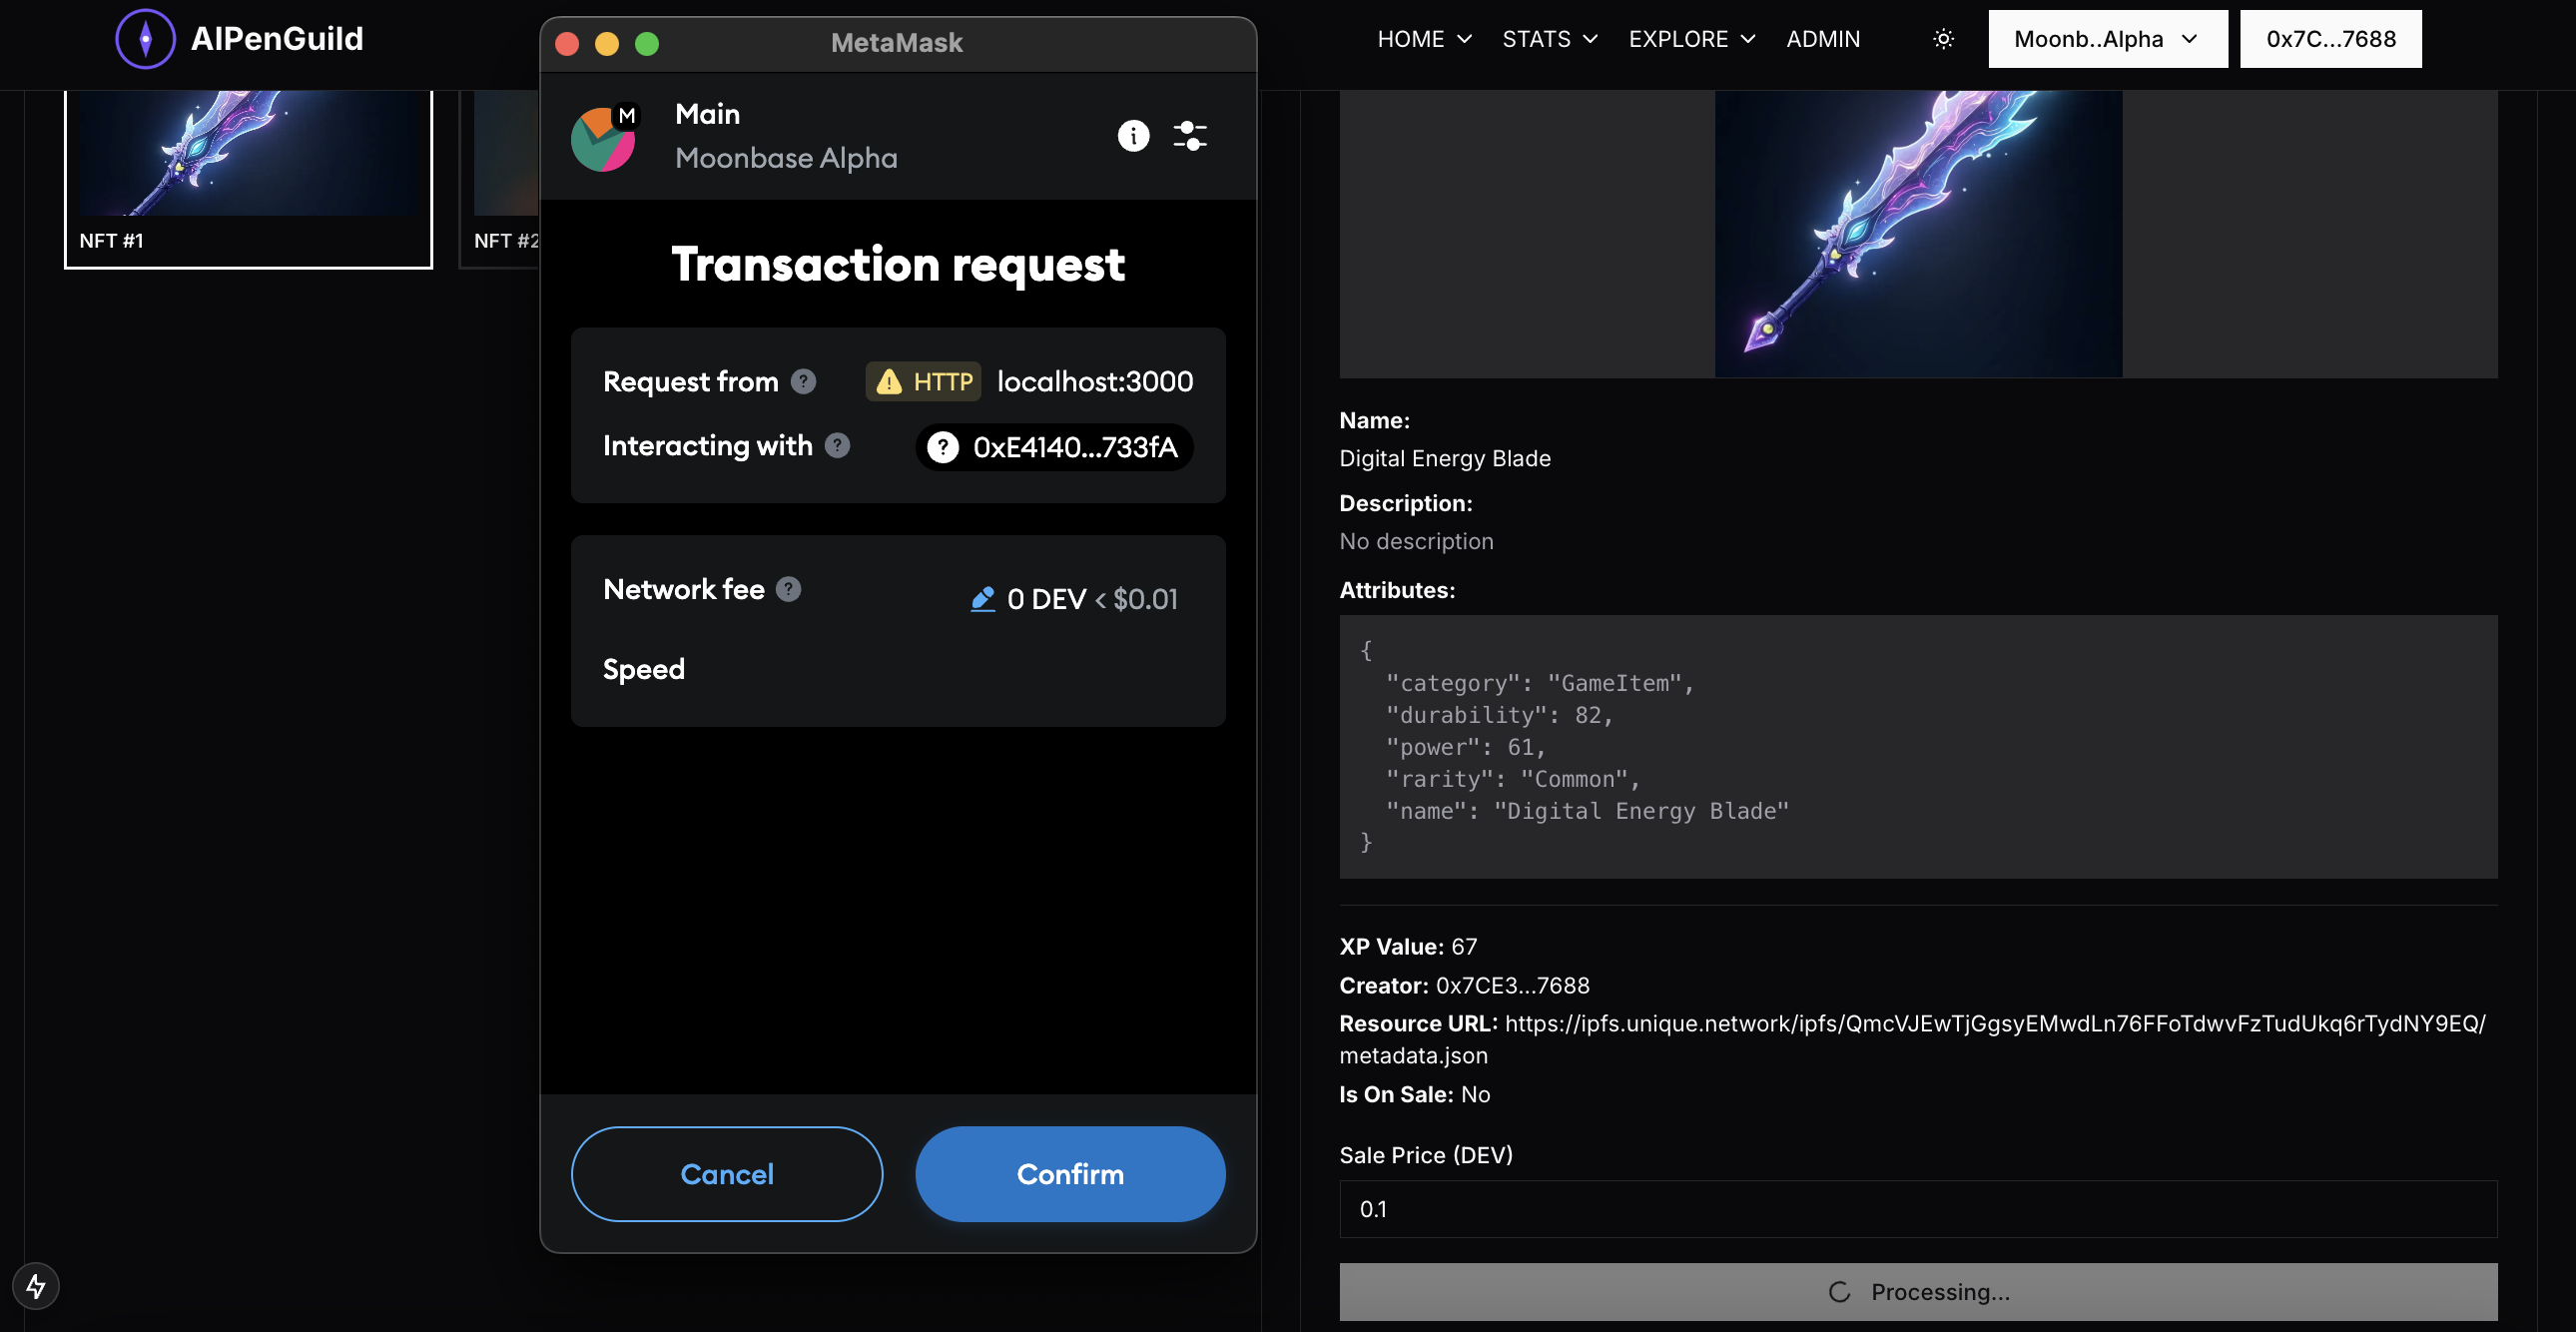 AIPenGuild
HOME
STATS
EXPLORE
ADMIN
Moonb..Alpha
0x7C...7688
NFT #1
NFT #2
MetaMask
M
Main
Moonbase Alpha
Transaction request
Request from
HTTP
localhost:3000
Interacting with
0xE4140...733fA
Network fee
0 DEV < $0.01
Speed
Cancel
Confirm
Name:
Digital Energy Blade
Description:
No description
Attributes:
{
"category": "GameItem",
"durability": 82,
"power": 61,
"rarity": "Common",
"name": "Digital Energy Blade"
}
XP Value: 67
Creator: 0x7CE3...7688
Resource URL: https://ipfs.unique.network/ipfs/QmcVJEwTjGgsyEMwdLn76FFoTdwvFzTudUkq6rTydNY9EQ/
metadata.json
Is On Sale: No
Sale Price (DEV)
0.1
Processing...